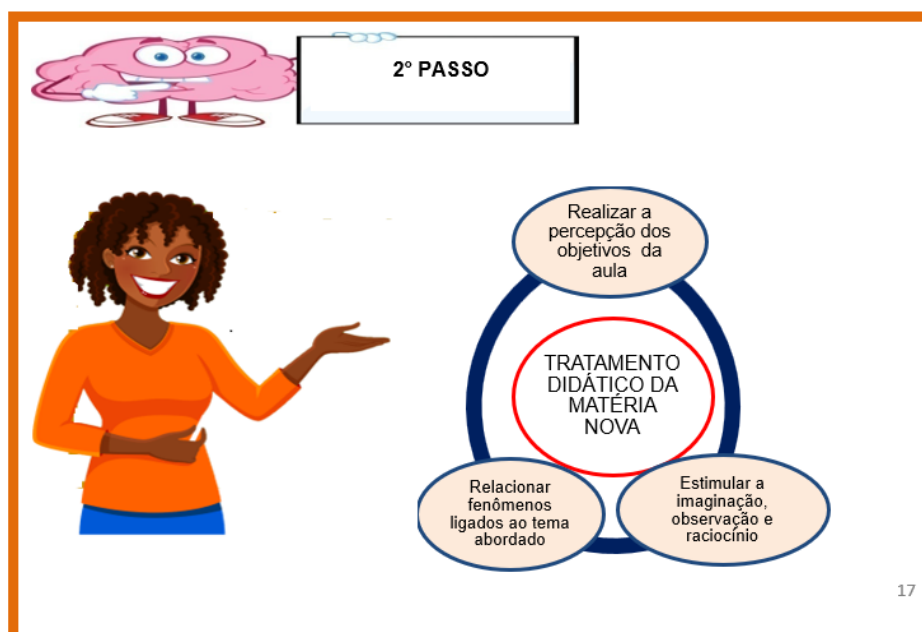 2º PASSO
Realizar a
percepção dos
objetivos da
aula
TRATAMENTO
DIDÁTICO DA
MATÉRIA
NOVA
Relacionar
fenômenos
ligados ao tema
abordado
Estimular a
imaginação,
observação e
raciocínio
17